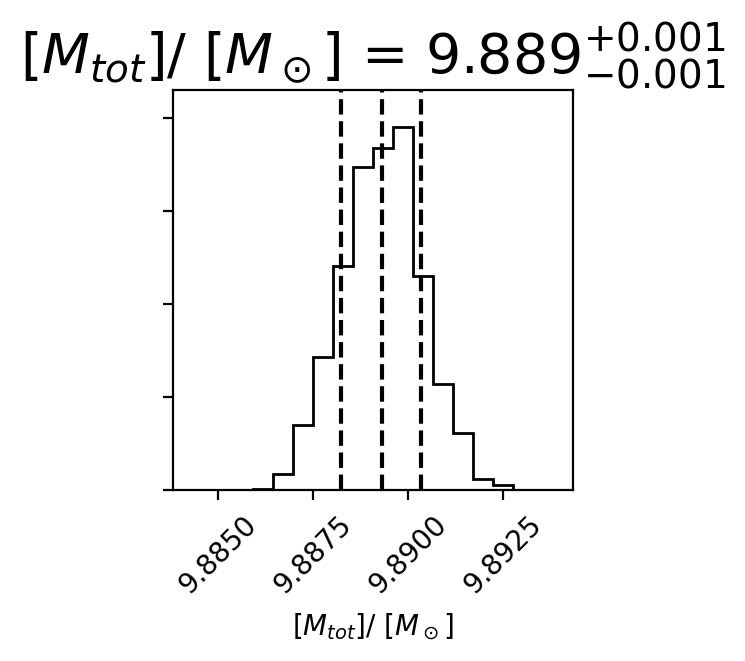 [M_tot]/ [M_⊙] = 9.889^{+0.001}_{−0.001}
9.8850 9.8875 9.8900 9.8925
[M_tot]/ [M_⊙]